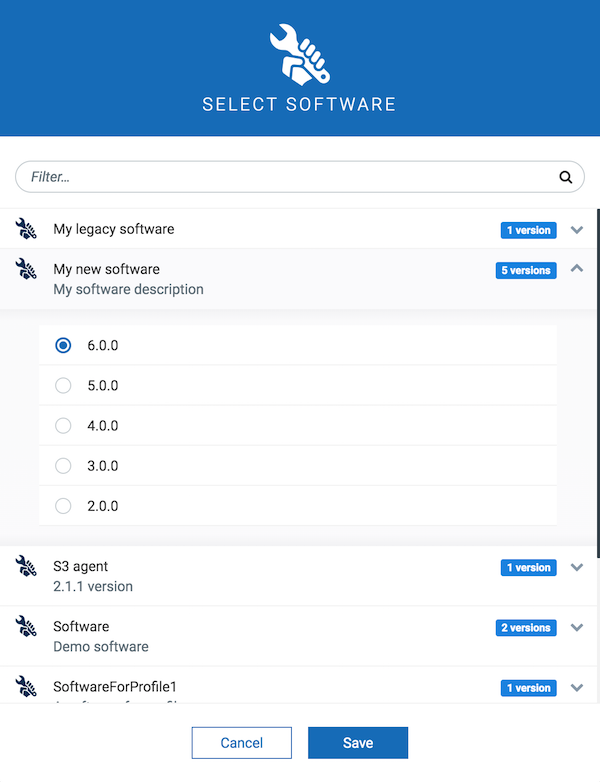 SELECT SOFTWARE
Filter...
My legacy software 1 version
My new software 5 versions
My software description
6.0.0
5.0.0
4.0.0
3.0.0
2.0.0
S3 agent 1 version
2.1.1 version
Software 2 versions
Demo software
SoftwareForProfile1 1 version
Cancel Save